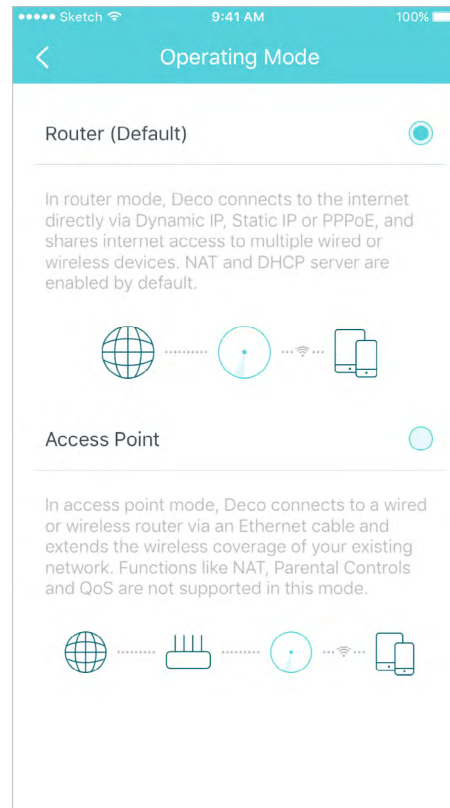 Sketch 9:41 AM 100%
Operating Mode
Router (Default)
In router mode, Deco connects to the internet
directly via Dynamic IP, Static IP or PPPoE, and
shares internet access to multiple wired or
wireless devices. NAT and DHCP server are
enabled by default.
Access Point
In access point mode, Deco connects to a wired
or wireless router via an Ethernet cable and
extends the wireless coverage of your existing
network. Functions like NAT, Parental Controls
and QoS are not supported in this mode.